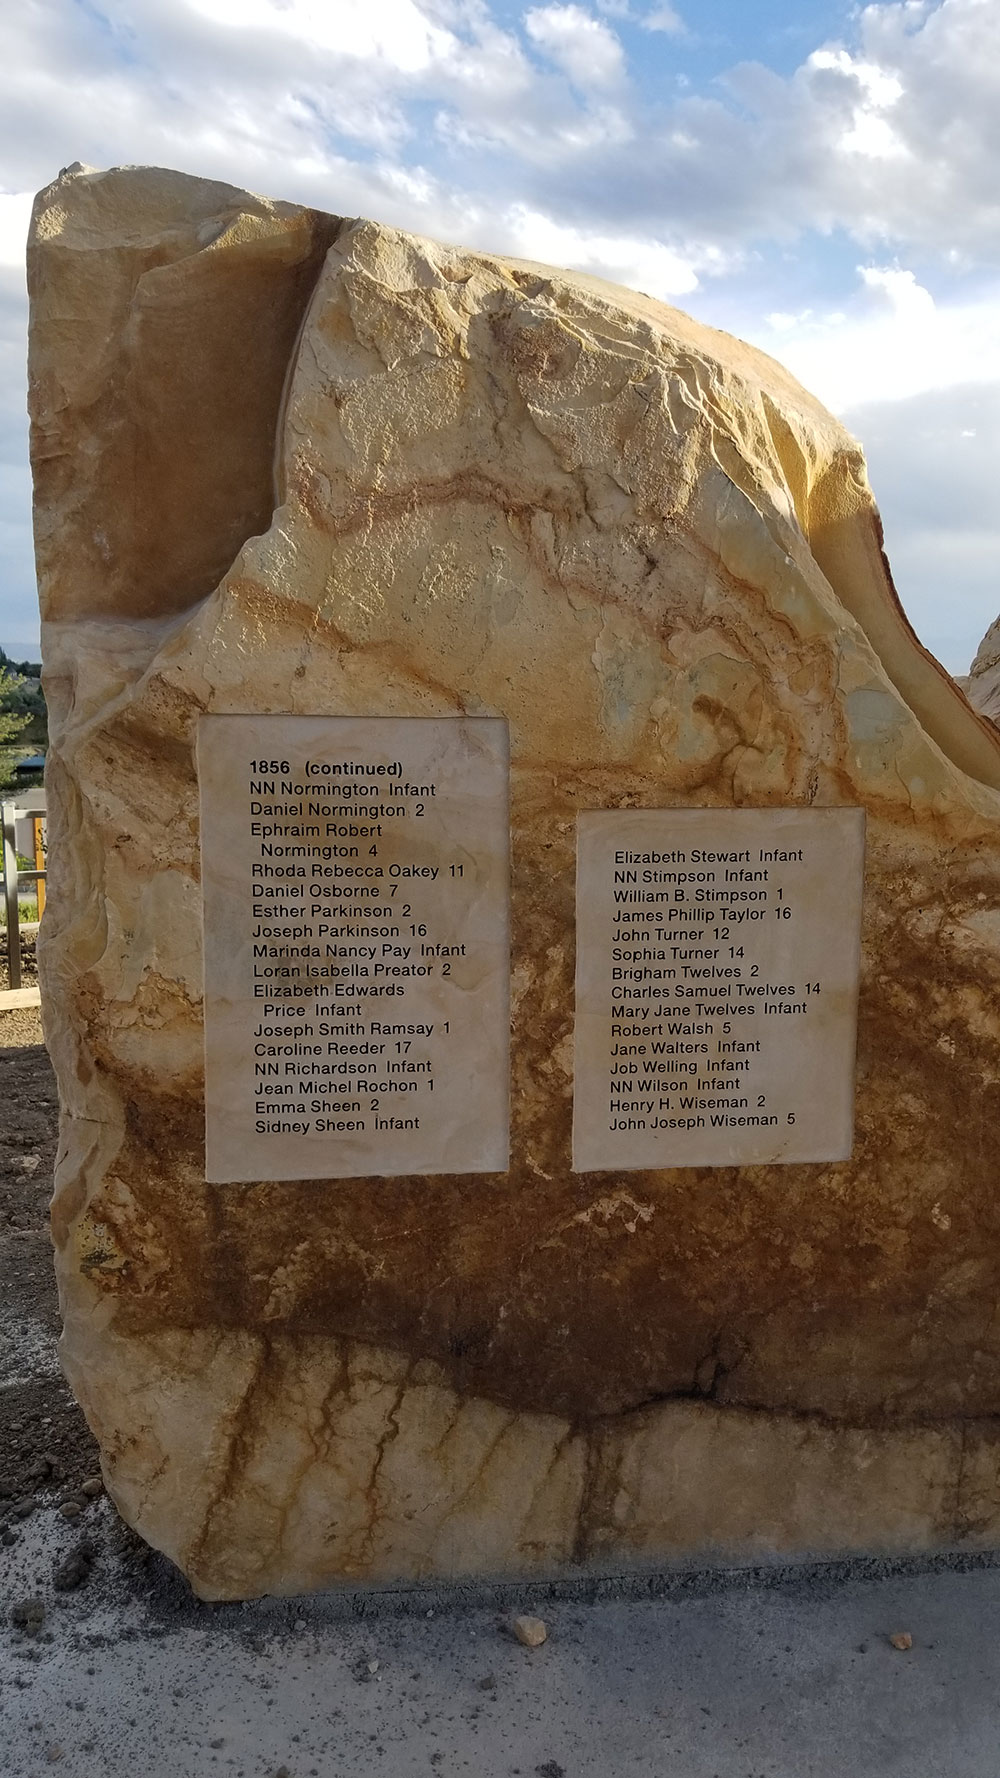 1856 (continued)
NN Normington Infant
Daniel Normington 2
Ephraim Robert
Normington 4
Rhoda Rebecca Oakey 11
Daniel Osborne 7
Esther Parkinson 2
Joseph Parkinson 16
Marinda Nancy Pay Infant
Loran Isabella Preator 2
Elizabeth Edwards
Price Infant
Joseph Smith Ramsay 1
Caroline Reeder 17
NN Richardson Infant
Jean Michel Rochon 1
Emma Sheen 2
Sidney Sheen Infant
Elizabeth Stewart Infant
NN Stimpson Infant
William B. Stimpson 1
James Phillip Taylor 16
John Turner 12
Sophia Turner 14
Brigham Twelves 2
Charles Samuel Twelves 14
Mary Jane Twelves Infant
Robert Walsh 5
Jane Walters Infant
Job Welling Infant
NN Wilson Infant
Henry H. Wiseman 2
John Joseph Wiseman 5